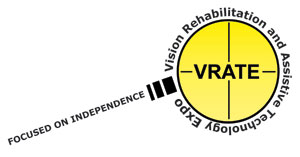 Vision Rehabilitation and Assistive Technology Expo
VRATE
FOCUSED ON INDEPENDENCE